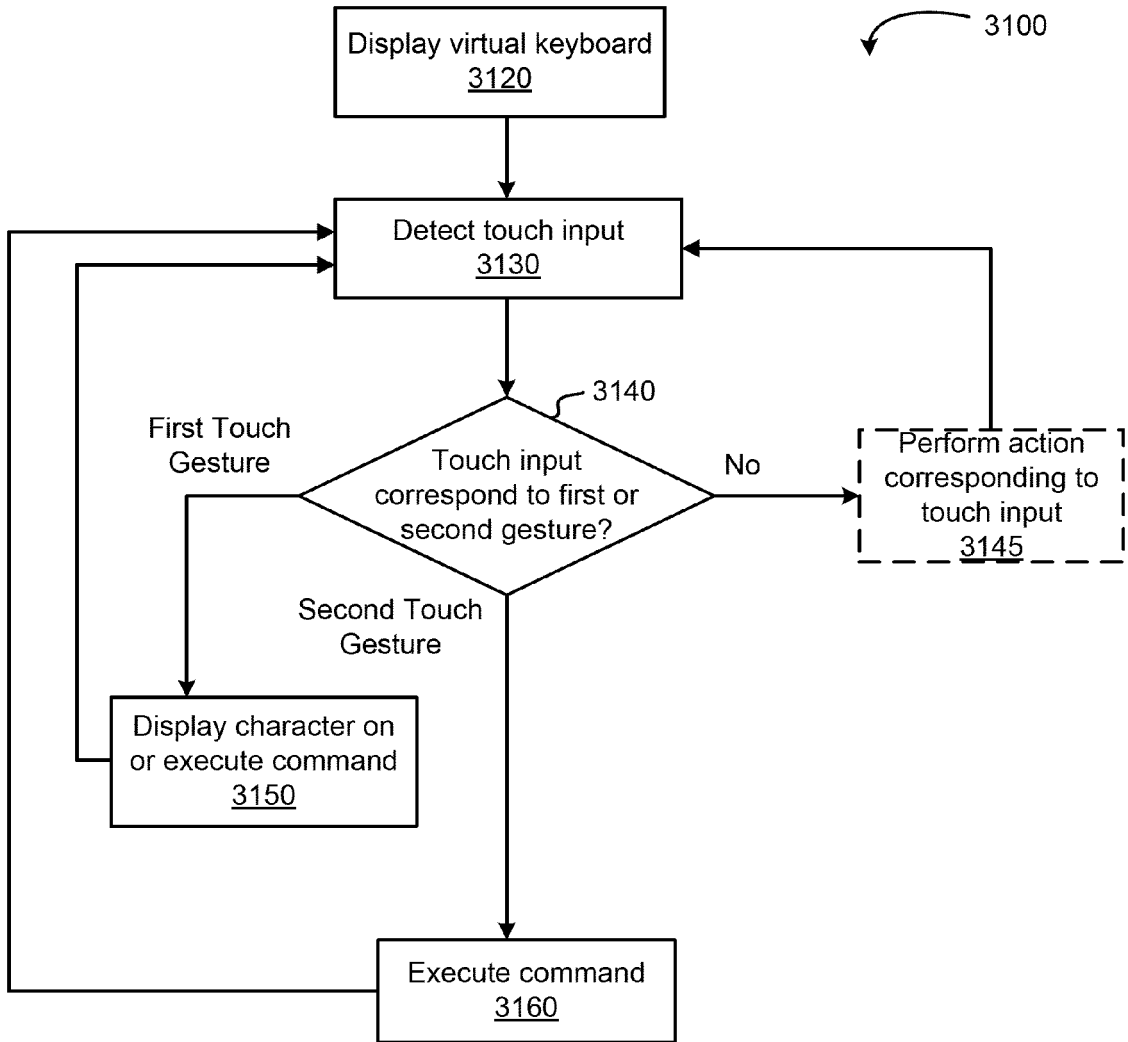 3100
Display virtual keyboard
3120
Detect touch input
3130
3140
First Touch
Gesture
Touch input
correspond to first or
second gesture?
No
Perform action
corresponding to
touch input
3145
Second Touch
Gesture
Display character on
or execute command
3150
Execute command
3160